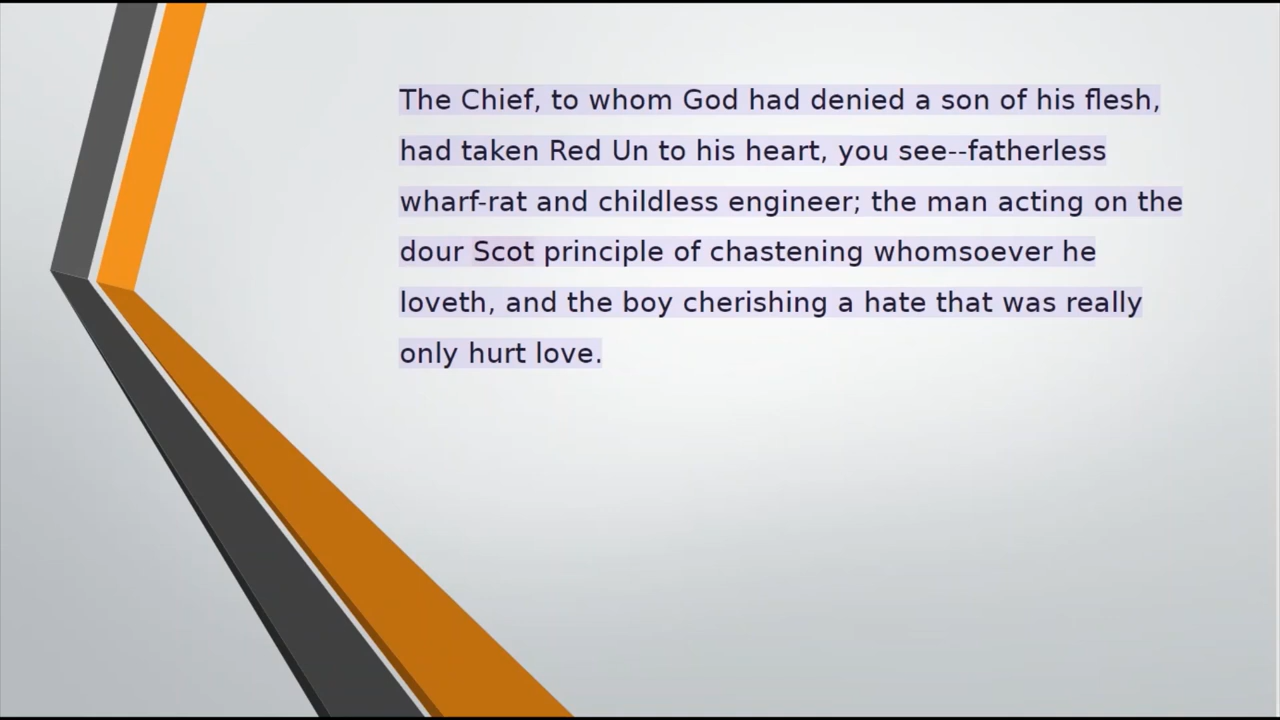 The Chief, to whom God had denied a son of his flesh,
had taken Red Un to his heart, you see--fatherless
wharf-rat and childless engineer; the man acting on the
dour Scot principle of chastening whomsoever he
loveth, and the boy cherishing a hate that was really
only hurt love.